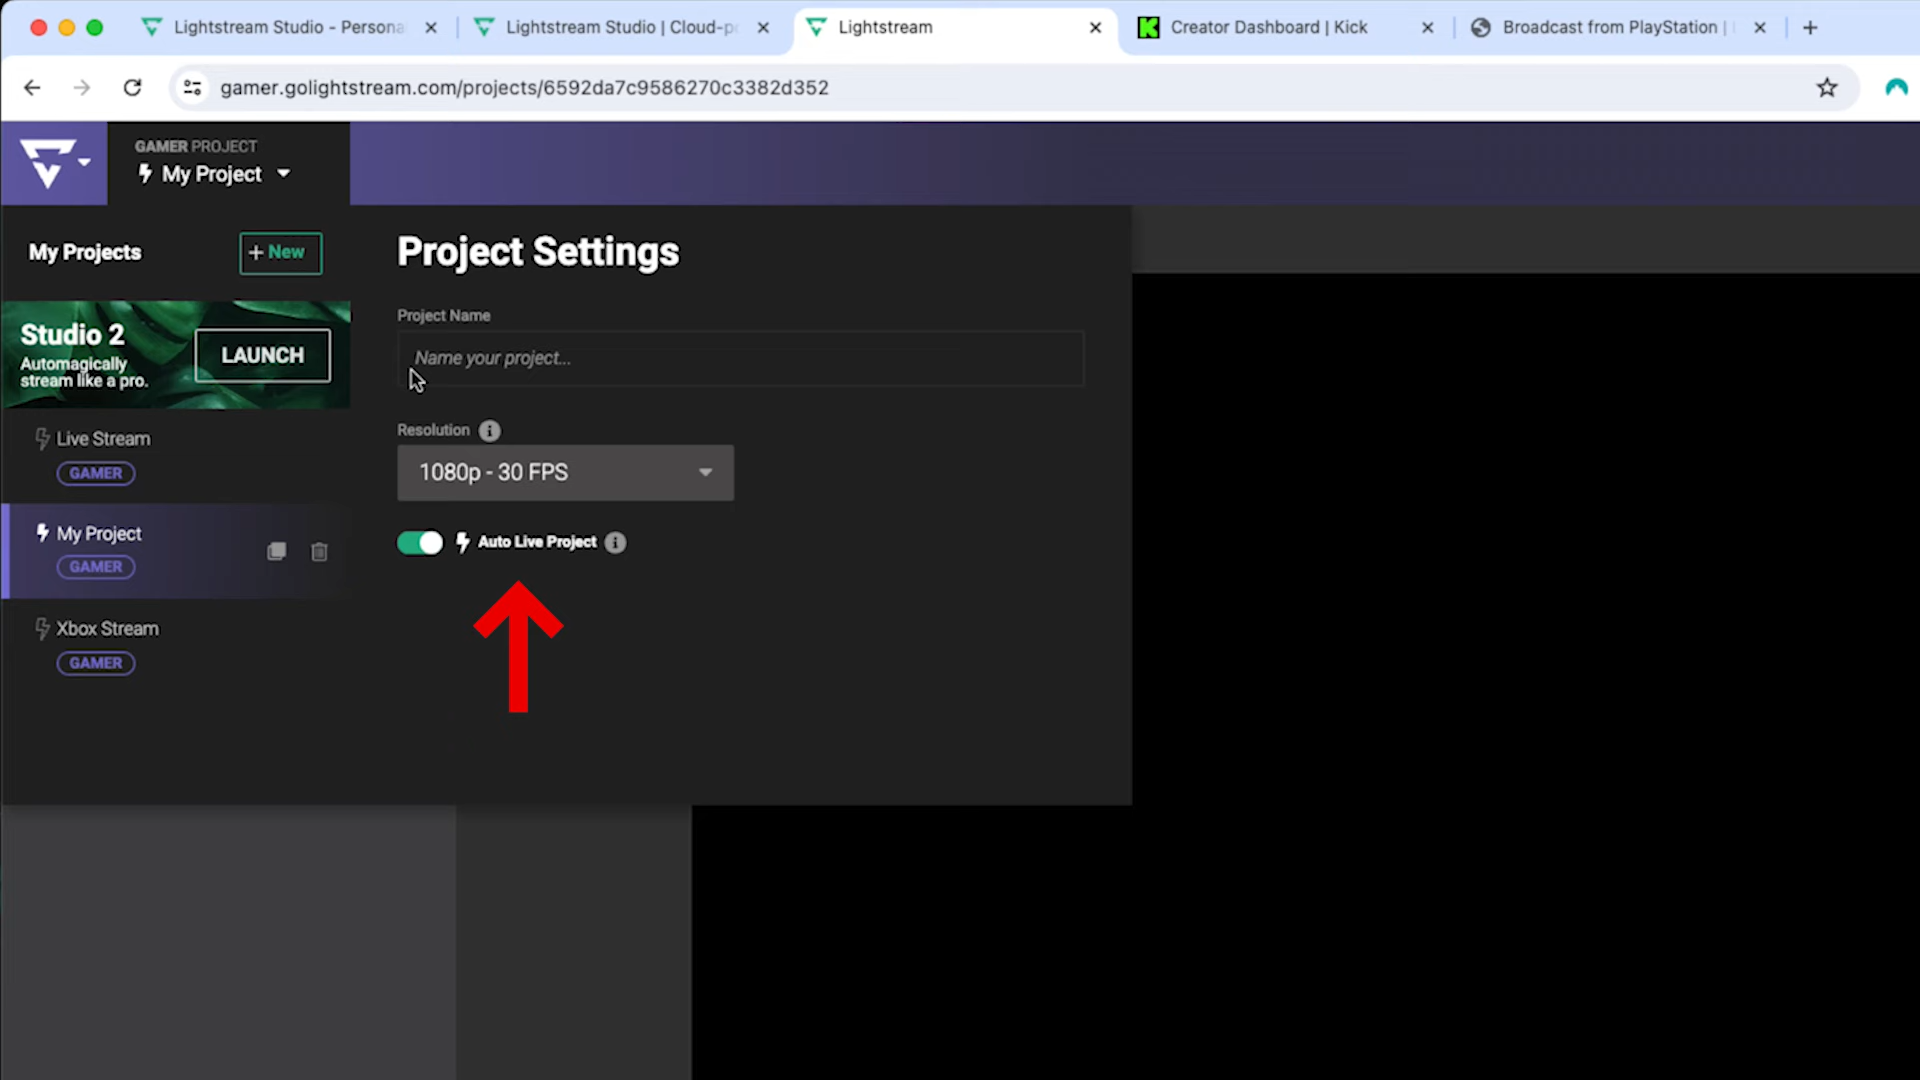 Lightstream Studio - Persona
Lightstream Studio | Cloud-p
Lightstream
Creator Dashboard | Kick
Broadcast from PlayStation |
gamer.golightstream.com/projects/6592da7c9586270c3382d352
GAMER PROJECT
My Project
My Projects
+ New
Studio 2
Automagically
stream like a pro.
LAUNCH
Live Stream
GAMER
My Project
GAMER
Xbox Stream
GAMER
Project Settings
Project Name
Name your project...
Resolution
1080p - 30 FPS
Auto Live Project